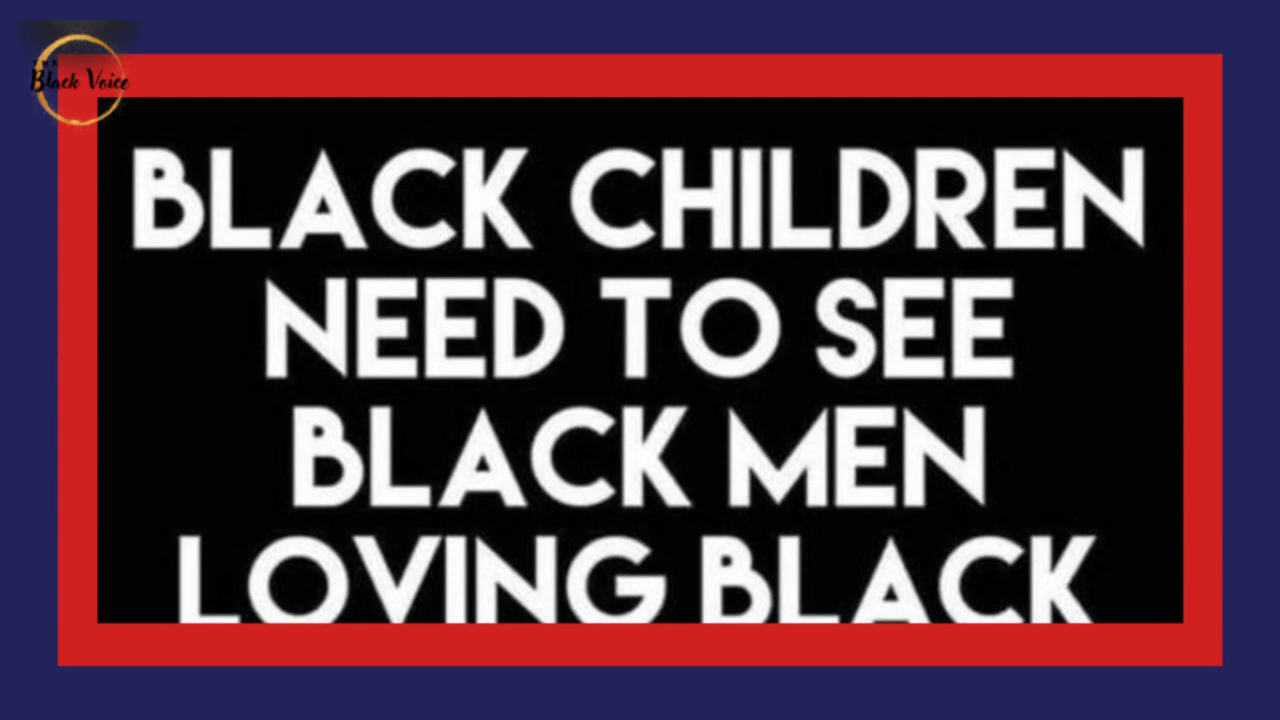 Black Voice
BLACK CHILDREN
NEED TO SEE
BLACK MEN
LOVING BLACK